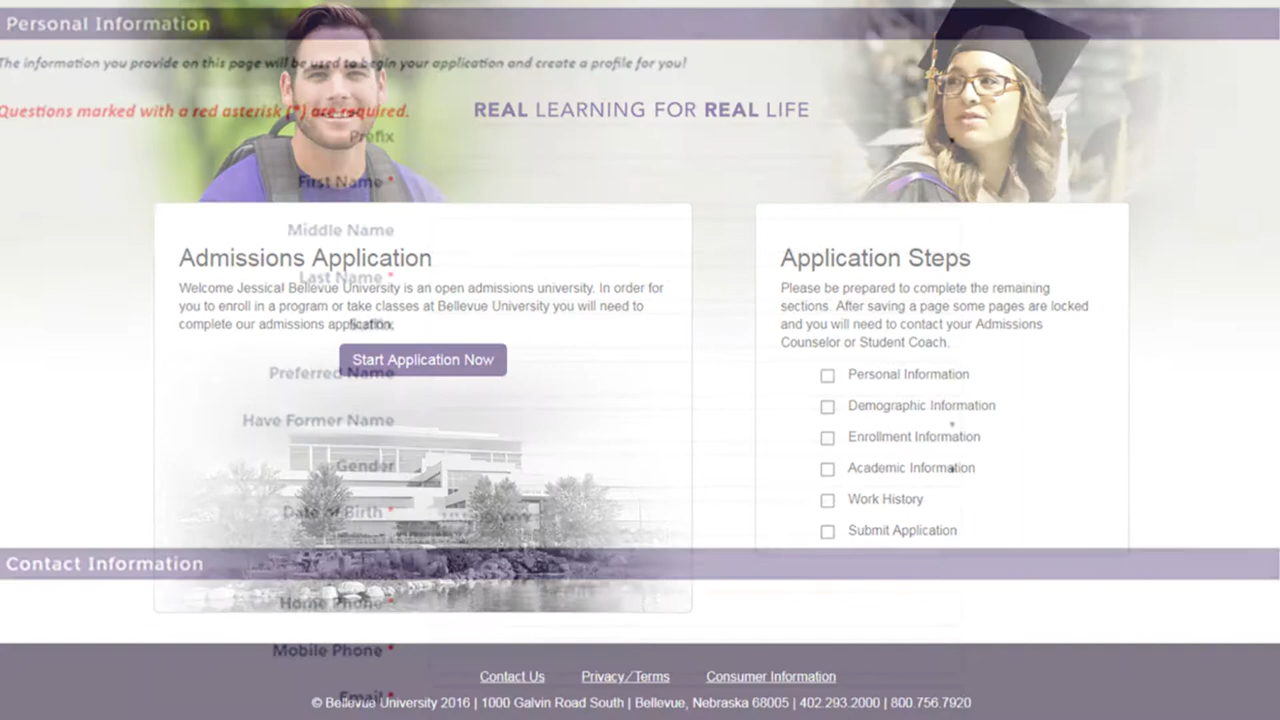 Personal Information
The information you provide on this page will be used to begin your application and create a profile for you!
Questions marked with a red asterisk (*) are required.
REAL LEARNING FOR REAL LIFE
Prefix
First Name *
Middle Name
Last Name *
Suffix
Preferred Name
Have Former Name
Gender
Date of Birth *
Admissions Application
Welcome Jessica! Bellevue University is an open admissions university. In order for
you to enroll in a program or take classes at Bellevue University you will need to
complete our admissions application.
Start Application Now
Application Steps
Please be prepared to complete the remaining
sections. After saving a page some pages are locked
and you will need to contact your Admissions
Counselor or Student Coach.
Personal Information
Demographic Information
Enrollment Information
Academic Information
Work History
Submit Application
Contact Information
Home Phone *
Mobile Phone *
Email *
Contact Us Privacy/Terms Consumer Information
© Bellevue University 2016 | 1000 Galvin Road South | Bellevue, Nebraska 68005 | 402.293.2000 | 800.756.7920